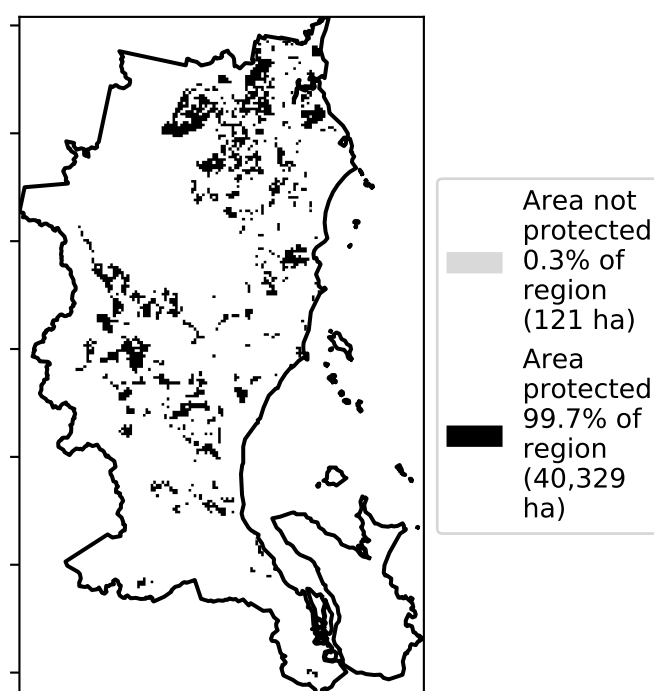 Area not
protected
0.3% of
region
(121 ha)
Area
protected
99.7% of
region
(40,329
ha)